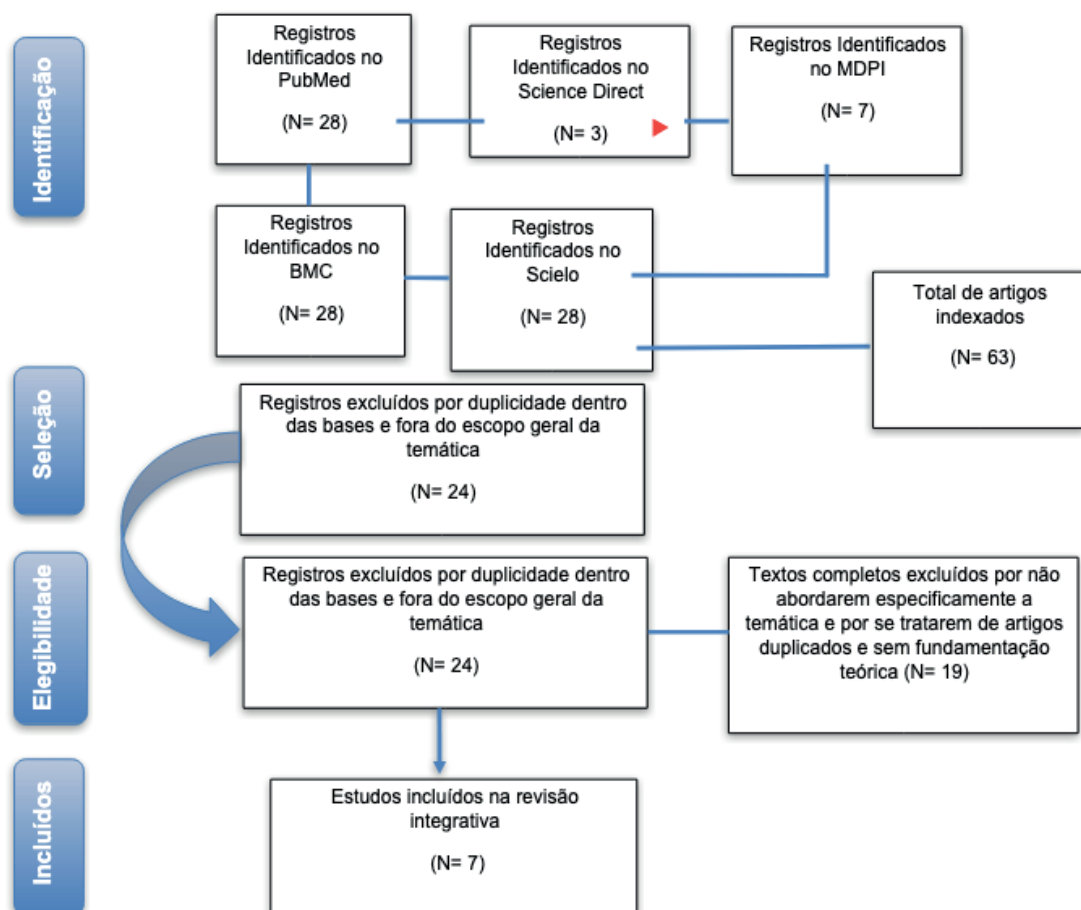 Identificação
Registros
Identificados no
PubMed
(N= 28)
Registros
Identificados no
Science Direct
(N= 3)
Registros Identificados
no MDPI
(N= 7)
Registros
Identificados no
BMC
(N= 28)
Registros
Identificados no
Scielo
(N= 28)
Total de artigos
indexados
(N= 63)
Seleção
Registros excluídos por duplicidade dentro
das bases e fora do escopo geral da
temática
(N= 24)
Elegibilidade
Registros excluídos por duplicidade dentro
das bases e fora do escopo geral da
temática
(N= 24)
Textos completos excluídos por não
abordarem especificamente a
temática e por se tratarem de artigos
duplicados e sem fundamentação
teórica (N= 19)
Incluídos
Estudos incluídos na revisão
integrativa
(N= 7)